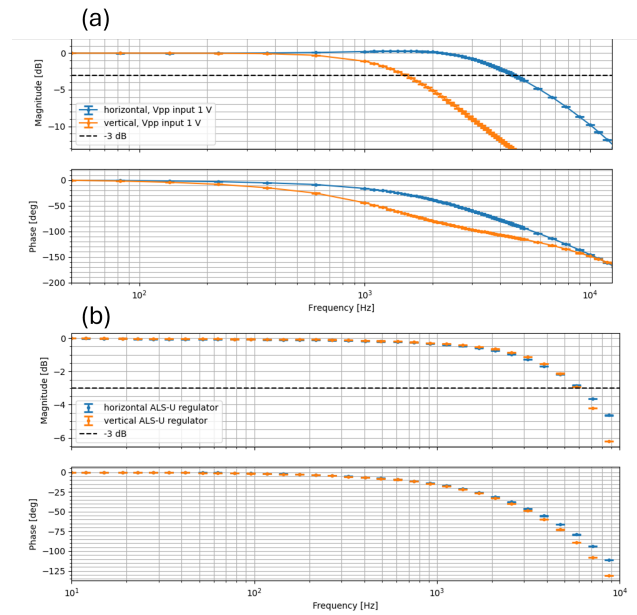 (a)
0
−5
−10
Magnitude [dB]
horizontal, Vpp input 1 V
vertical, Vpp input 1 V
-3 dB
0
−50
−100
−150
−200
Phase [deg]
10²
10³
10⁴
Frequency [Hz]
(b)
0
−2
−4
−6
Magnitude [dB]
horizontal ALS-U regulator
vertical ALS-U regulator
-3 dB
0
−25
−50
−75
−100
−125
Phase [deg]
10¹
10²
10³
10⁴
Frequency [Hz]